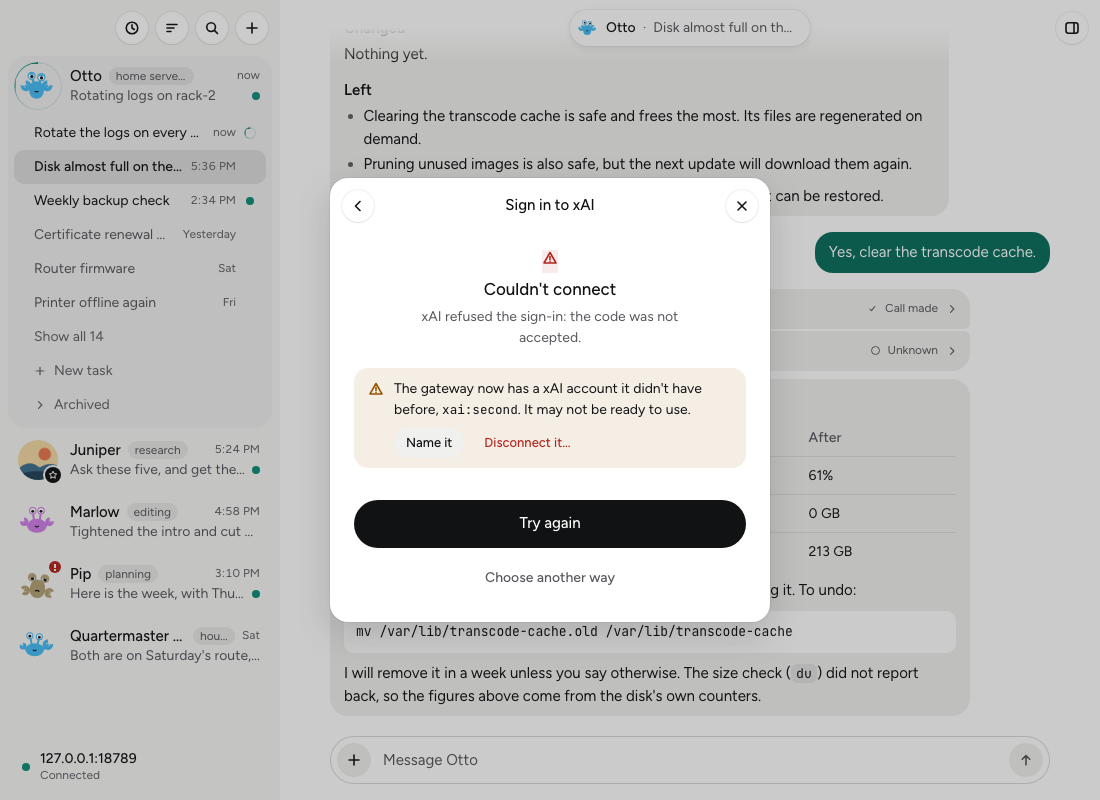 Otto
home serve...
now
Rotating logs on rack-2
Rotate the logs on every ...
now
Disk almost full on the...
5:36 PM
Weekly backup check
2:34 PM
Certificate renewal ...
Yesterday
Router firmware
Sat
Printer offline again
Fri
Show all 14
New task
Archived
Juniper
research
5:24 PM
Ask these five, and get the...
Marlow
editing
4:58 PM
Tightened the intro and cut ...
Pip
planning
3:10 PM
Here is the week, with Thu...
Quartermaster ...
hou...
Sat
Both are on Saturday's route,...
127.0.0.1:18789
Connected
Otto · Disk almost full on th...
Changed
Nothing yet.
Left
Clearing the transcode cache is safe and frees the most. Its files are regenerated on
demand.
Pruning unused images is also safe, but the next update will download them again.
can be restored.
Yes, clear the transcode cache.
Call made
Unknown
After
61%
0 GB
213 GB
it. To undo:
mv /var/lib/transcode-cache.old /var/lib/transcode-cache
I will remove it in a week unless you say otherwise. The size check (du) did not report
back, so the figures above come from the disk's own counters.
Message Otto
Sign in to xAI
Couldn't connect
xAI refused the sign-in: the code was not
accepted.
The gateway now has a xAI account it didn't have
before, xai:second. It may not be ready to use.
Name it
Disconnect it...
Try again
Choose another way